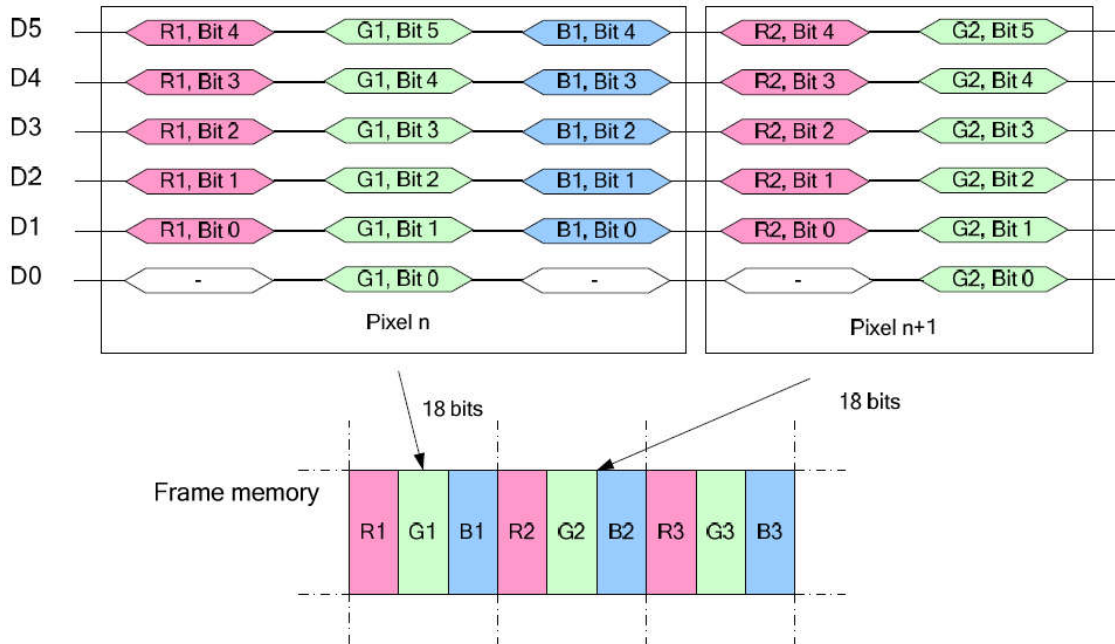 D5 R1, Bit 4 G1, Bit 5 B1, Bit 4 R2, Bit 4 G2, Bit 5
D4 R1, Bit 3 G1, Bit 4 B1, Bit 3 R2, Bit 3 G2, Bit 4
D3 R1, Bit 2 G1, Bit 3 B1, Bit 2 R2, Bit 2 G2, Bit 3
D2 R1, Bit 1 G1, Bit 2 B1, Bit 1 R2, Bit 1 G2, Bit 2
D1 R1, Bit 0 G1, Bit 1 B1, Bit 0 R2, Bit 0 G2, Bit 1
D0 - G1, Bit 0 - - G2, Bit 0
Pixel n Pixel n+1
18 bits 18 bits
Frame memory
R1 G1 B1 R2 G2 B2 R3 G3 B3